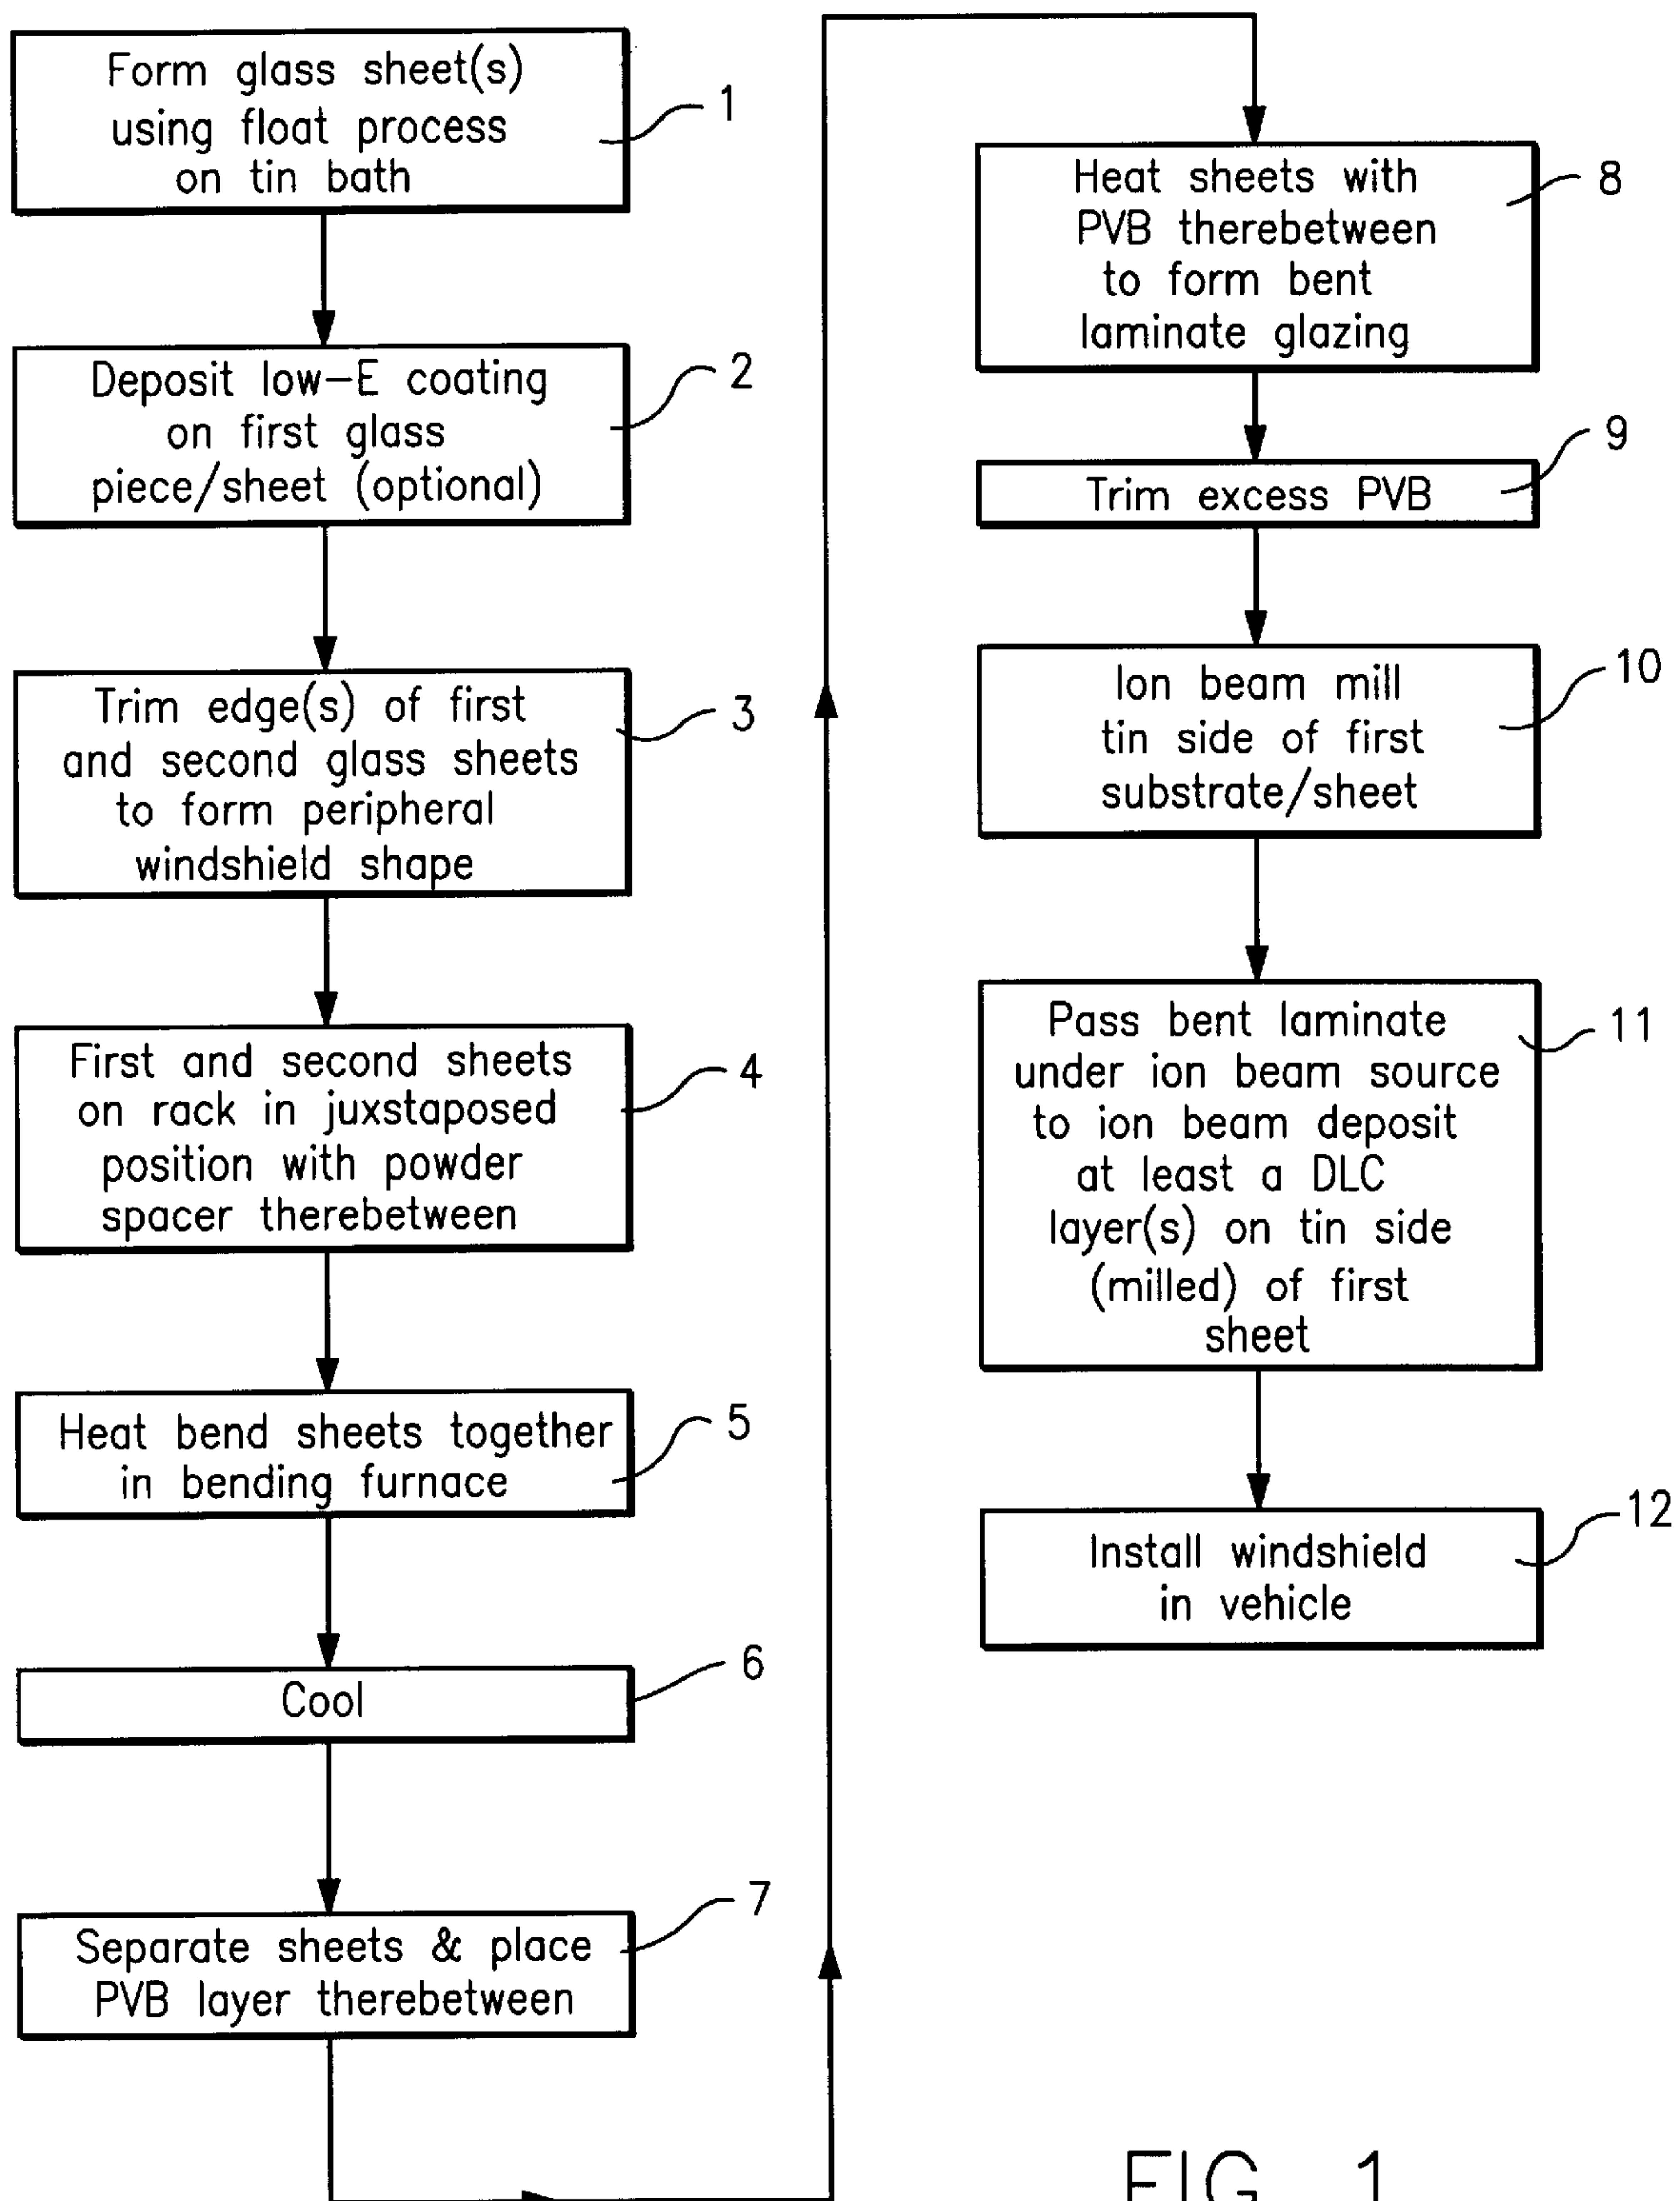 Form glass sheet(s)
using float process
on tin bath
1
Deposit low-E coating
on first glass
piece/sheet (optional)
2
Trim edge(s) of first
and second glass sheets
to form peripheral
windshield shape
3
First and second sheets
on rack in juxstaposed
position with powder
spacer therebetween
4
Heat bend sheets together
in bending furnace
5
Cool
6
Separate sheets & place
PVB layer therebetween
7
Heat sheets with
PVB therebetween
to form bent
laminate glazing
8
Trim excess PVB
9
Ion beam mill
tin side of first
substrate/sheet
10
Pass bent laminate
under ion beam source
to ion beam deposit
at least a DLC
layer(s) on tin side
(milled) of first
sheet
11
Install windshield
in vehicle
12
FIG. 1